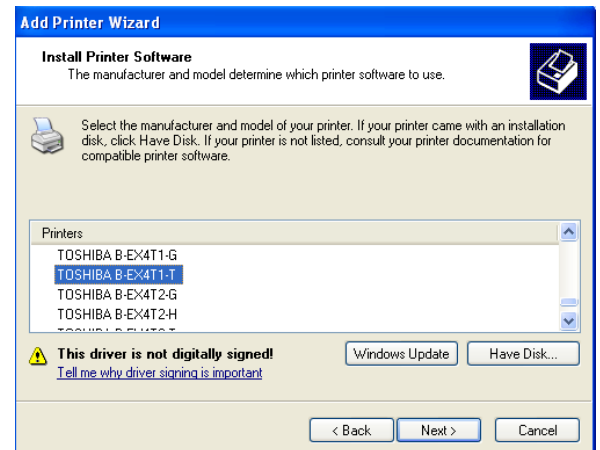 Add Printer Wizard
Install Printer Software
The manufacturer and model determine which printer software to use.
Select the manufacturer and model of your printer. If your printer came with an installation
disk, click Have Disk. If your printer is not listed, consult your printer documentation for
compatible printer software.
Printers
TOSHIBA B-EX4T1-G
TOSHIBA B-EX4T1-T
TOSHIBA B-EX4T2-G
TOSHIBA B-EX4T2-H
This driver is not digitally signed!
Windows Update
Have Disk...
Tell me why driver signing is important
< Back
Next >
Cancel